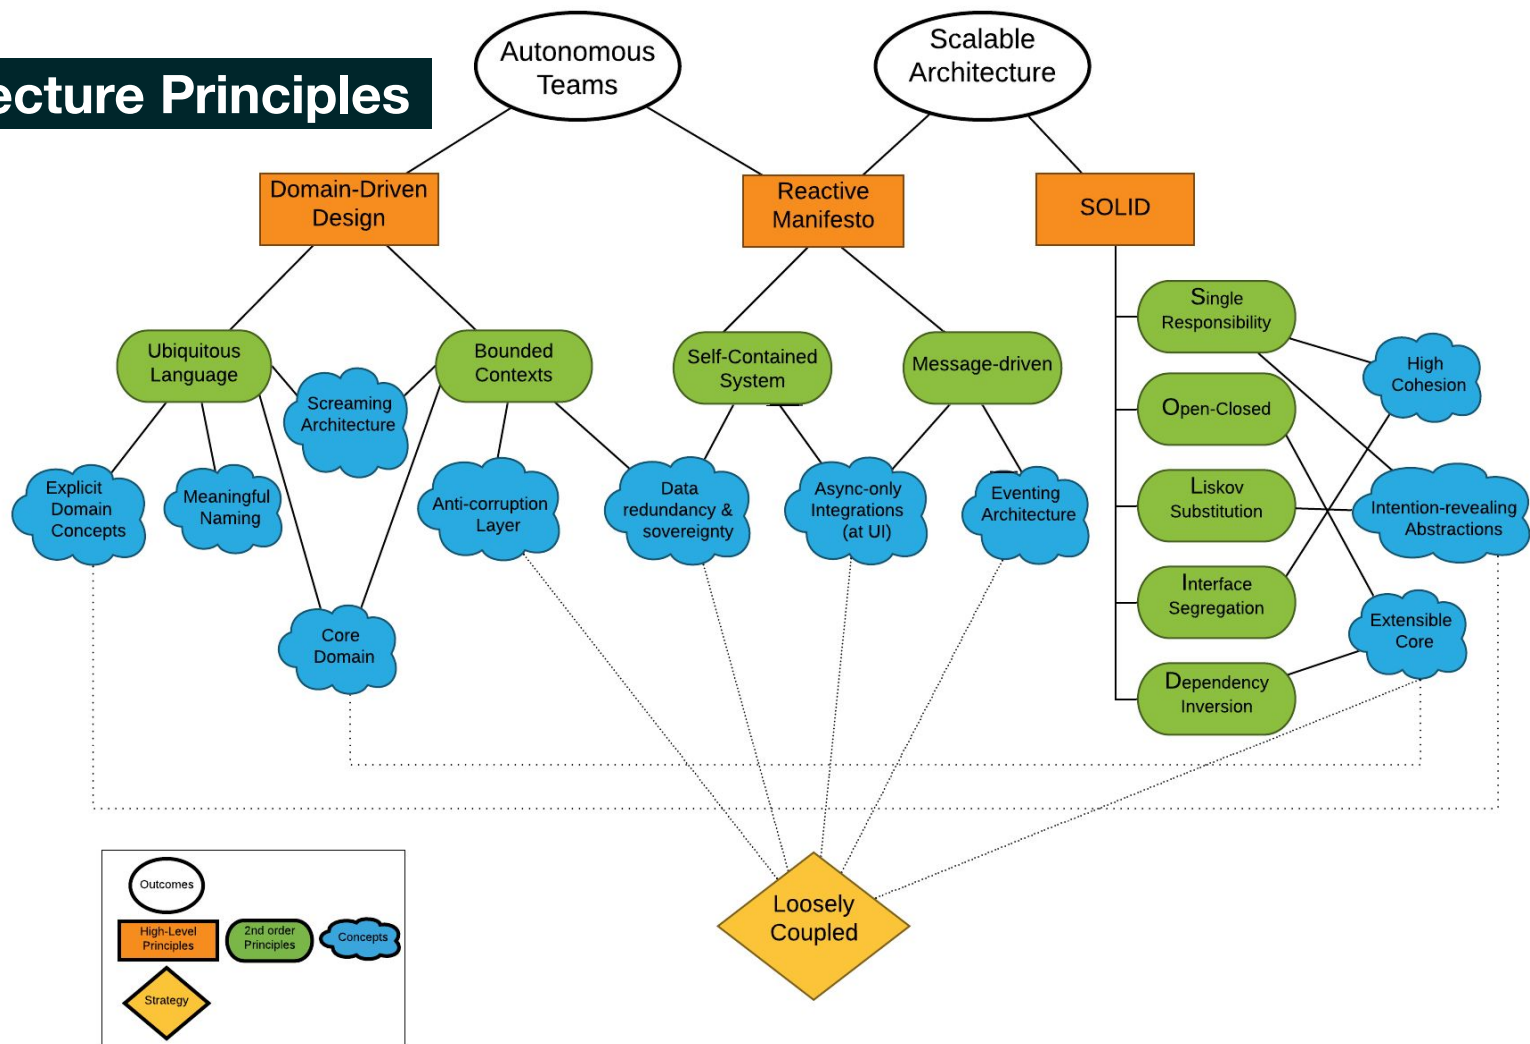 ecture Principles
Autonomous
Teams
Scalable
Architecture
Domain-Driven
Design
Reactive
Manifesto
SOLID
Ubiquitous
Language
Bounded
Contexts
Self-Contained
System
Message-driven
Single
Responsibility
Open-Closed
Liskov
Substitution
Interface
Segregation
Dependency
Inversion
Screaming
Architecture
High
Cohesion
Explicit
Domain
Concepts
Meaningful
Naming
Anti-corruption
Layer
Data
redundancy &
sovereignty
Async-only
Integrations
(at UI)
Eventing
Architecture
Intention-revealing
Abstractions
Core
Domain
Extensible
Core
Loosely
Coupled
Outcomes
High-Level
Principles
2nd order
Principles
Concepts
Strategy